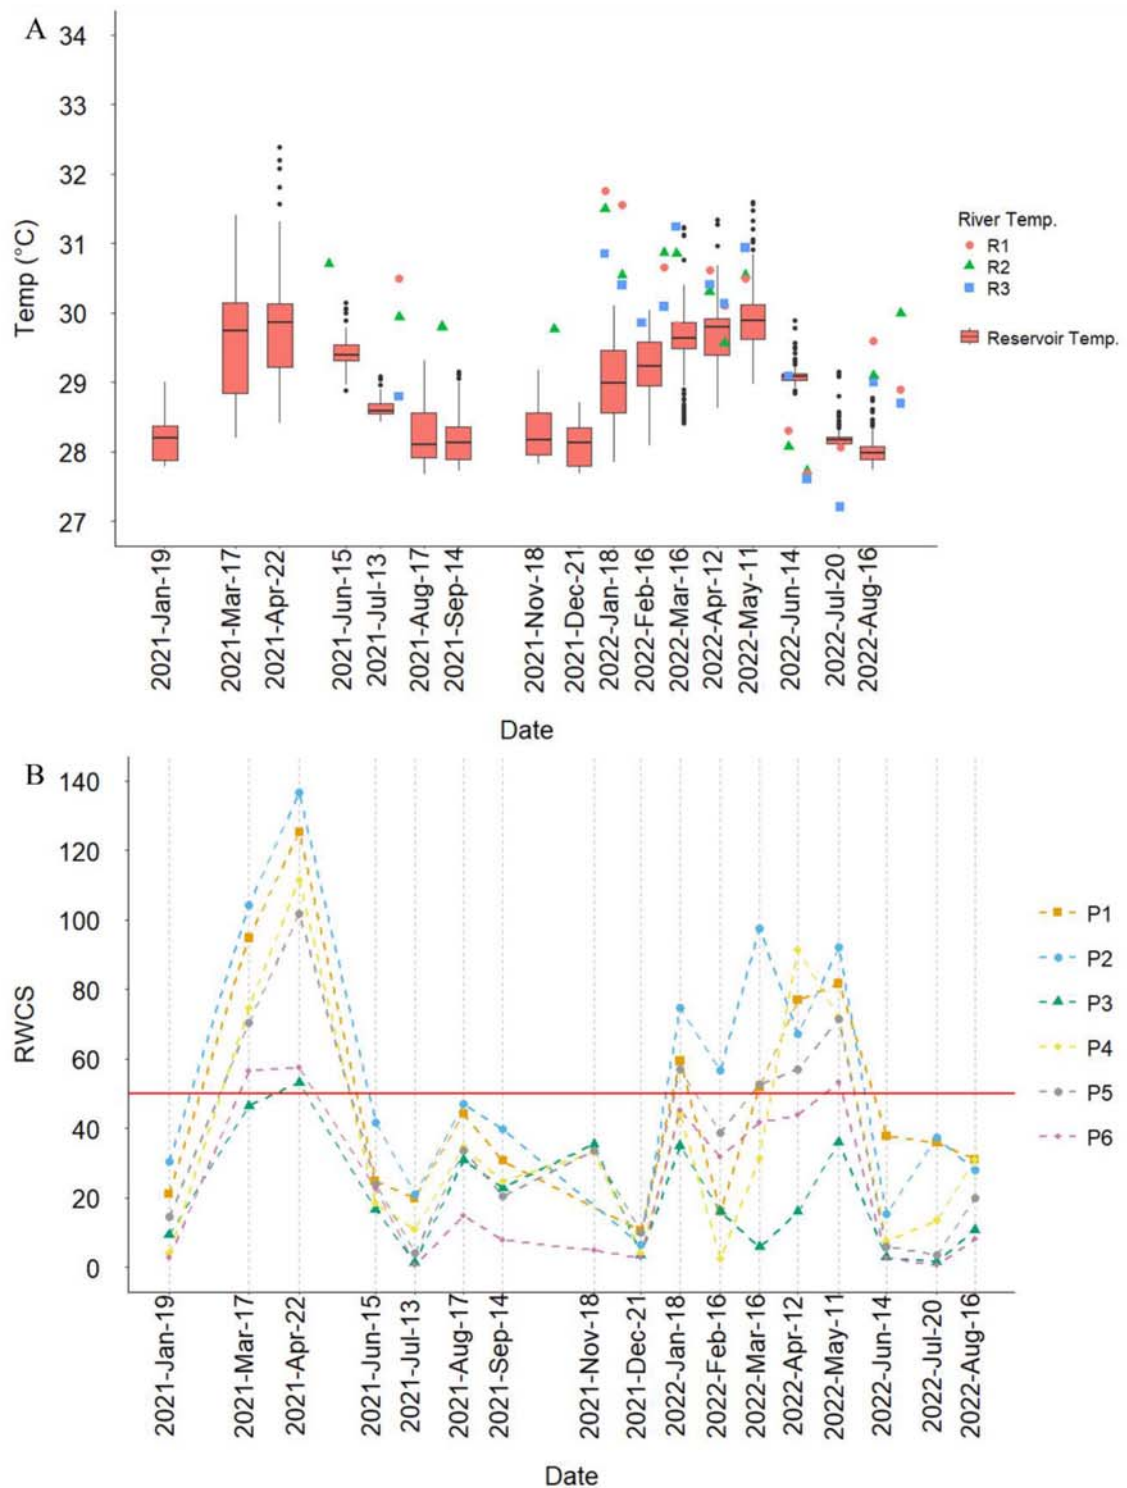 A
34
33
32
31
30
29
28
27
Temp (°C)
2021-Jan-19
2021-Mar-17
2021-Apr-22
2021-Jun-15
2021-Jul-13
2021-Aug-17
2021-Sep-14
2021-Nov-18
2021-Dec-21
2022-Jan-18
2022-Feb-16
2022-Mar-16
2022-Apr-12
2022-May-11
2022-Jun-14
2022-Jul-20
2022-Aug-16
Date
River Temp.
R1
R2
R3
Reservoir Temp.
B
140
120
100
80
60
40
20
0
RWCS
2021-Jan-19
2021-Mar-17
2021-Apr-22
2021-Jun-15
2021-Jul-13
2021-Aug-17
2021-Sep-14
2021-Nov-18
2021-Dec-21
2022-Jan-18
2022-Feb-16
2022-Mar-16
2022-Apr-12
2022-May-11
2022-Jun-14
2022-Jul-20
2022-Aug-16
Date
P1
P2
P3
P4
P5
P6